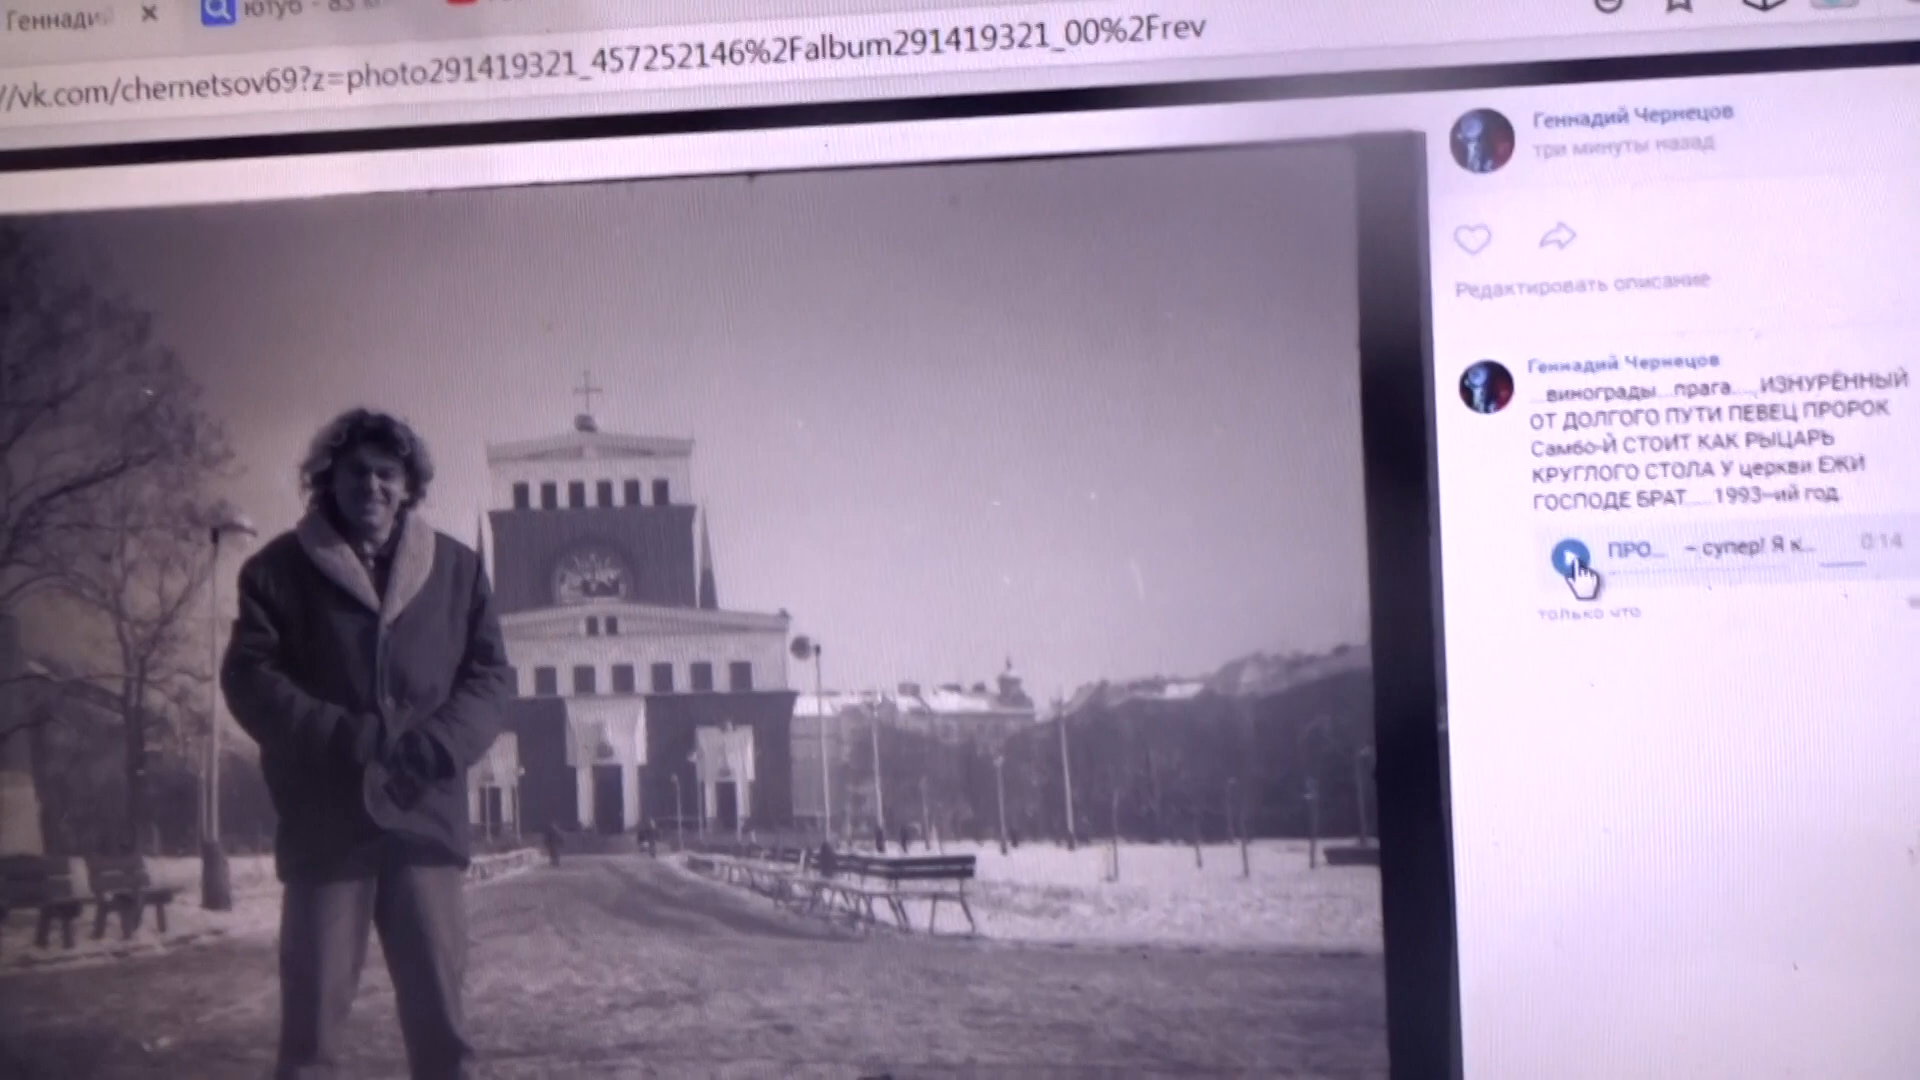 Геннади
ютуб - 83
//vk.com/chernetsov69?z=photo291419321_457252146%2Falbum291419321_00%2Frev
Геннадий Чернецов
три минуты назад
Редактировать описание
Геннадий Чернецов
...винограды...прага.....ИЗНУРЁННЫЙ
ОТ ДОЛГОГО ПУТИ ПЕВЕЦ ПРОРОК
Самбо-Й СТОИТ КАК РЫЦАРЬ
КРУГЛОГО СТОЛА У церкви ЕЖИ
ГОСПОДЕ БРАТ.....1993-ий год
ПРО... – супер! Я к... 0:14
только что